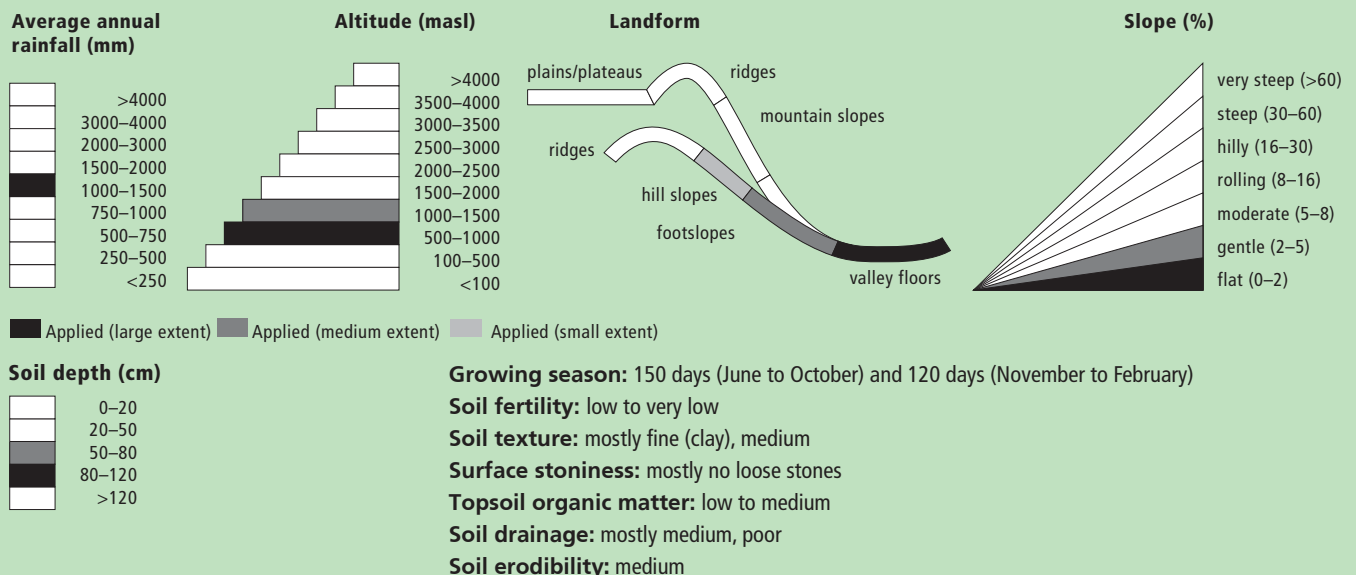 Average annual
rainfall (mm)
>4000
3000–4000
2000–3000
1500–2000
1000–1500
750–1000
500–750
250–500
<250
Altitude (masl)
>4000
3500–4000
3000–3500
2500–3000
2000–2500
1500–2000
1000–1500
500–1000
100–500
<100
Landform
plains/plateaus
ridges
mountain slopes
ridges
hill slopes
footslopes
valley floors
Slope (%)
very steep (>60)
steep (30–60)
hilly (16–30)
rolling (8–16)
moderate (5–8)
gentle (2–5)
flat (0–2)
Applied (large extent) Applied (medium extent) Applied (small extent)
Soil depth (cm)
0–20
20–50
50–80
80–120
>120
Growing season: 150 days (June to October) and 120 days (November to February)
Soil fertility: low to very low
Soil texture: mostly fine (clay), medium
Surface stoniness: mostly no loose stones
Topsoil organic matter: low to medium
Soil drainage: mostly medium, poor
Soil erodibility: medium